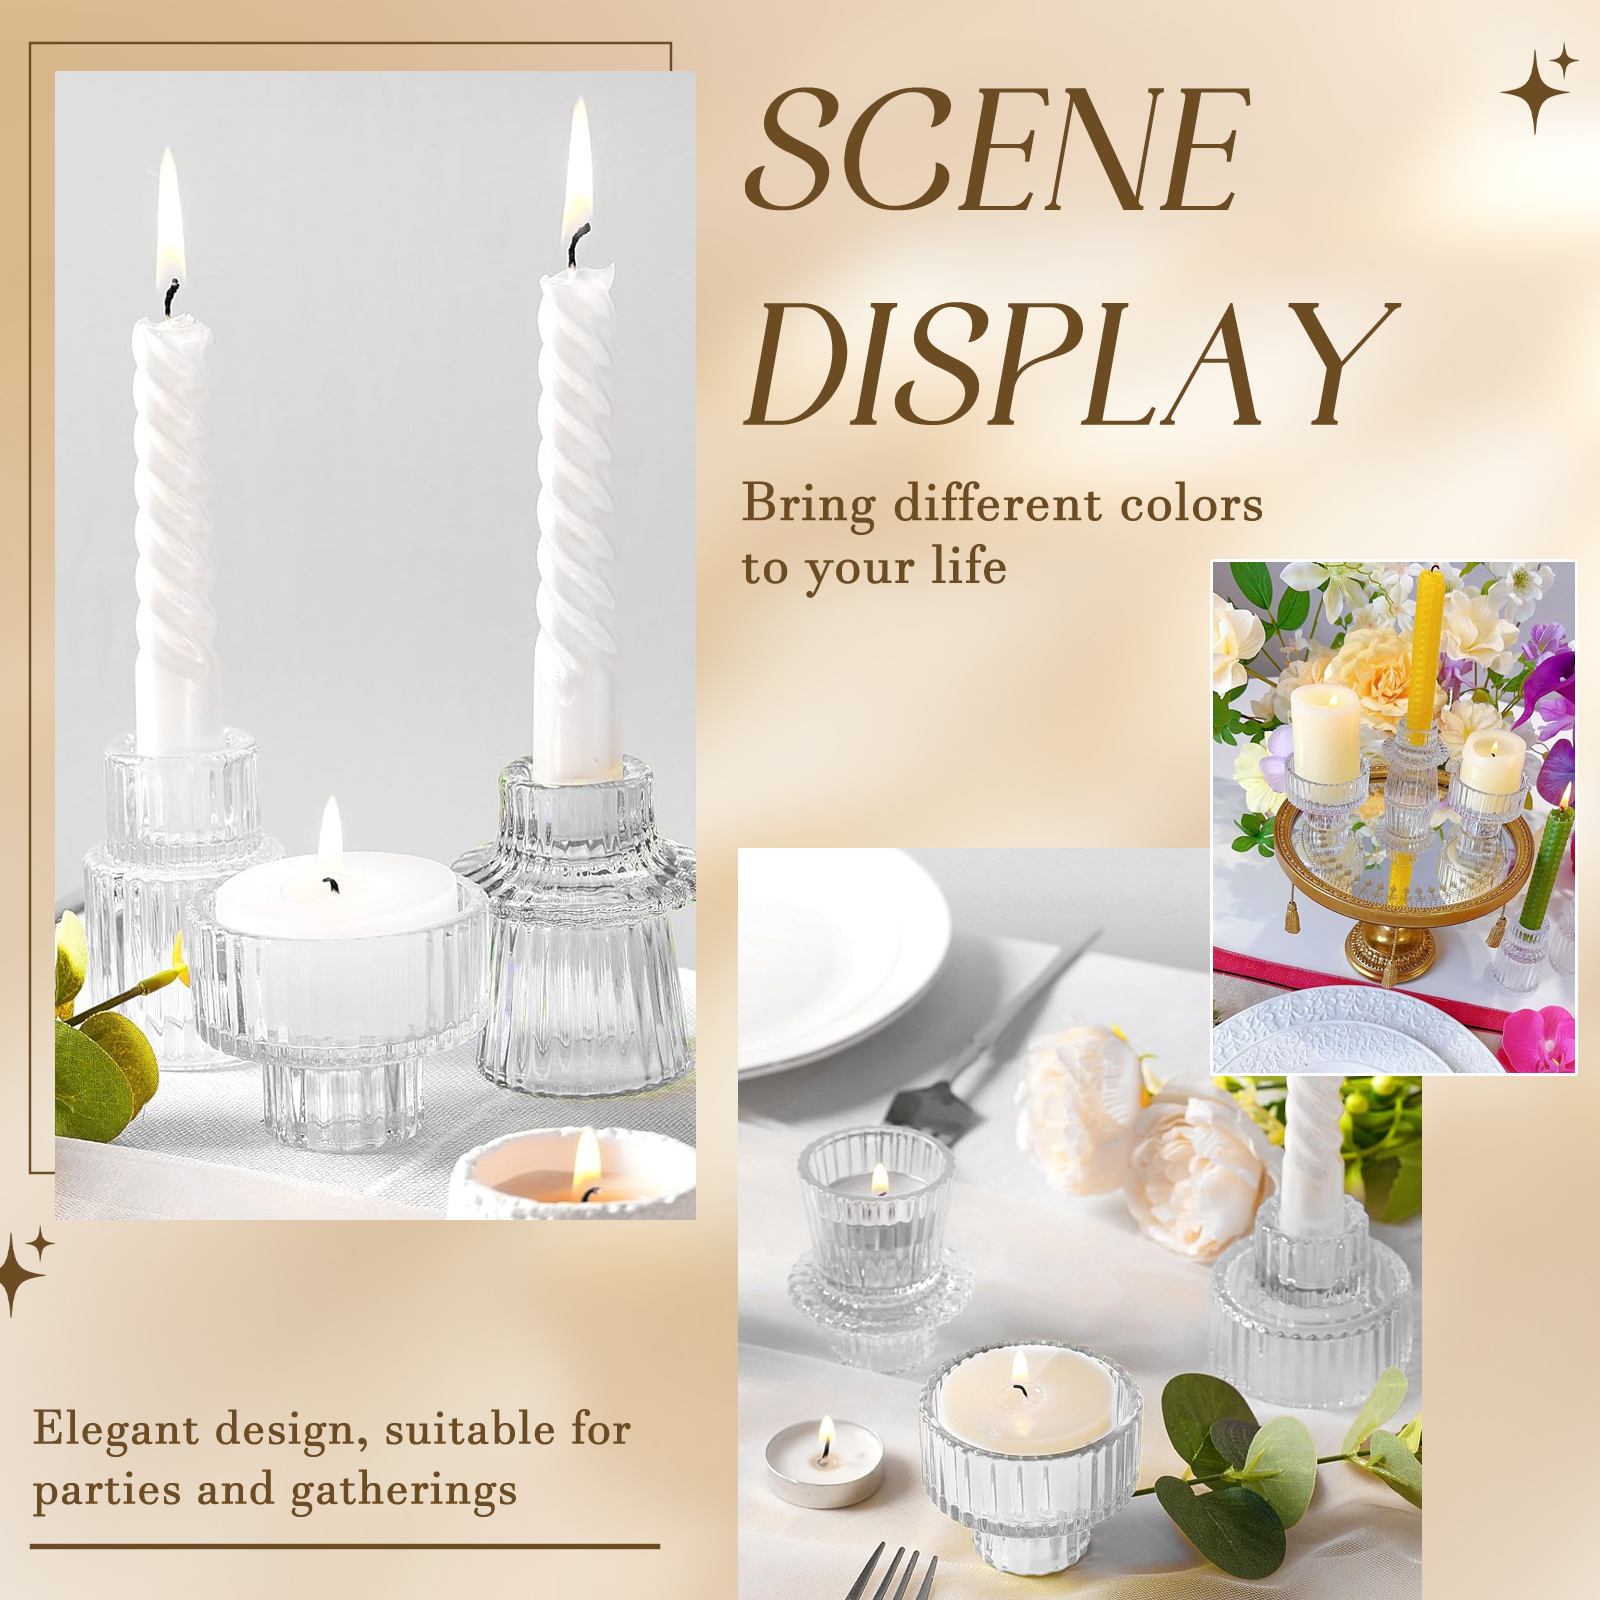 SCENE
DISPLAY
Bring different colors
to your life
Elegant design, suitable for
parties and gatherings